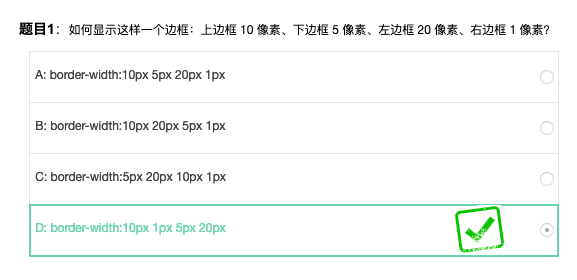 题目1：如何显示这样一个边框：上边框 10 像素、下边框 5 像素、左边框 20 像素、右边框 1 像素?
A: border-width:10px 5px 20px 1px
B: border-width:10px 20px 5px 1px
C: border-width:5px 20px 10px 1px
D: border-width:10px 1px 5px 20px